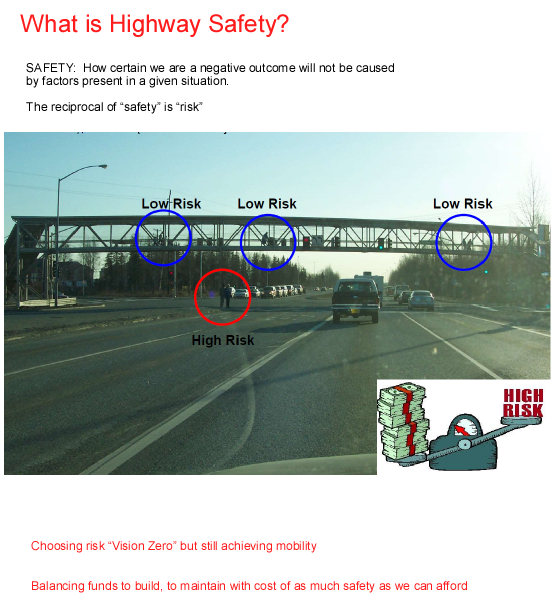 What is Highway Safety?
SAFETY:  How certain we are a negative outcome will not be caused
by factors present in a given situation.
The reciprocal of “safety” is “risk”
Low Risk
Low Risk
Low Risk
High Risk
HIGH
RISK
Choosing risk “Vision Zero” but still achieving mobility
Balancing funds to build, to maintain with cost of as much safety as we can afford